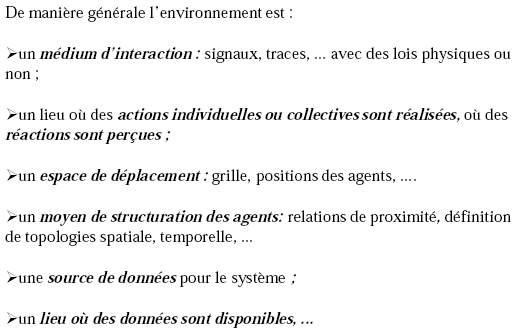 De manière générale l'environnement est :
➢un médium d'interaction : signaux, traces, ... avec des lois physiques ou
non ;
➢un lieu où des actions individuelles ou collectives sont réalisées, où des
réactions sont perçues ;
➢un espace de déplacement : grille, positions des agents, ....
➢un moyen de structuration des agents: relations de proximité, définition
de topologies spatiale, temporelle, ...
➢une source de données pour le système ;
➢un lieu où des données sont disponibles, ...